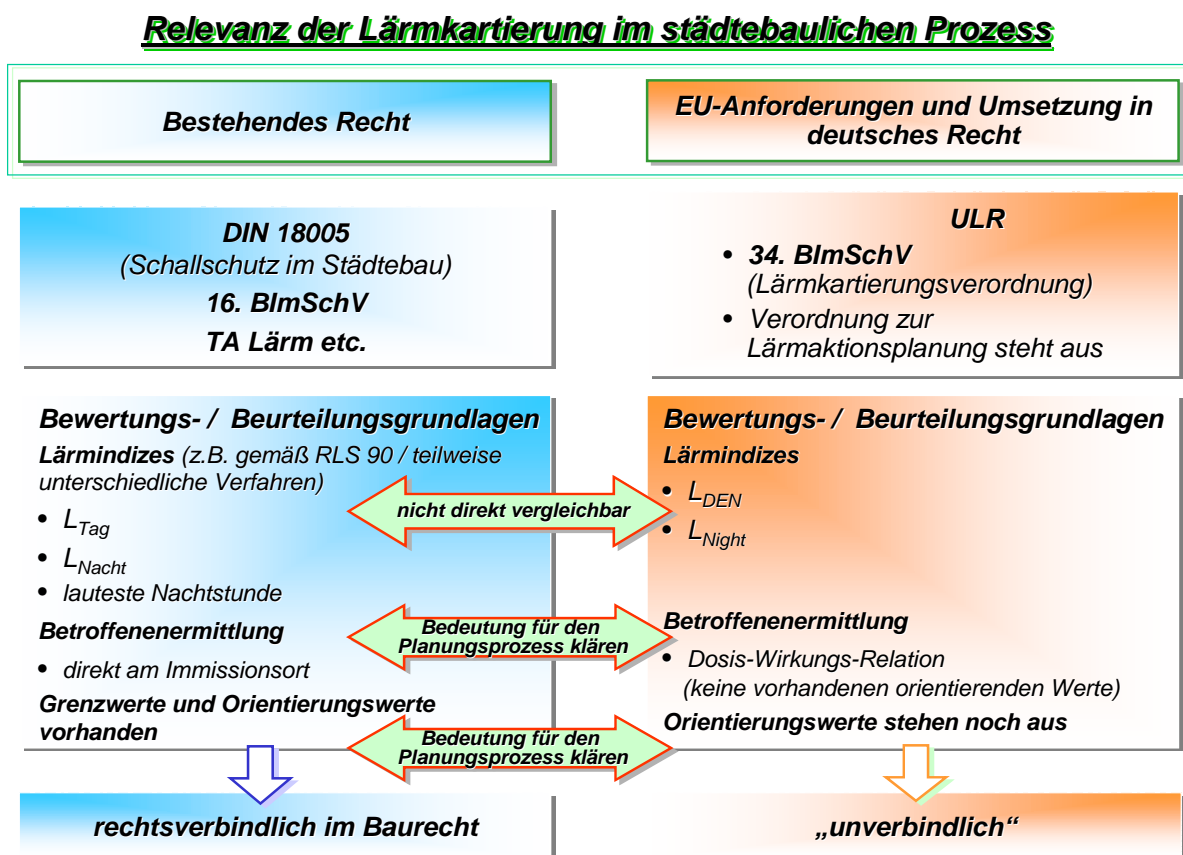 Relevanz der Lärmkartierung im städtebaulichen Prozess
Bestehendes Recht
EU-Anforderungen und Umsetzung in
deutsches Recht
DIN 18005
(Schallschutz im Städtebau)
16. BImSchV
TA Lärm etc.
ULR
• 34. BImSchV
(Lärmkartierungsverordnung)
• Verordnung zur
Lärmaktionsplanung steht aus
Bewertungs- / Beurteilungsgrundlagen
Lärmindizes (z.B. gemäß RLS 90 / teilweise
unterschiedliche Verfahren)
• L_Tag
• L_Nacht
• lauteste Nachtstunde
Betroffenenermittlung
• direkt am Immissionsort
Grenzwerte und Orientierungswerte
vorhanden
nicht direkt vergleichbar
Bedeutung für den
Planungsprozess klären
Bedeutung für den
Planungsprozess klären
Bewertungs- / Beurteilungsgrundlagen
Lärmindizes
• L_DEN
• L_Night
Betroffenenermittlung
• Dosis-Wirkungs-Relation
(keine vorhandenen orientierenden Werte)
Orientierungswerte stehen noch aus
rechtsverbindlich im Baurecht
„unverbindlich“